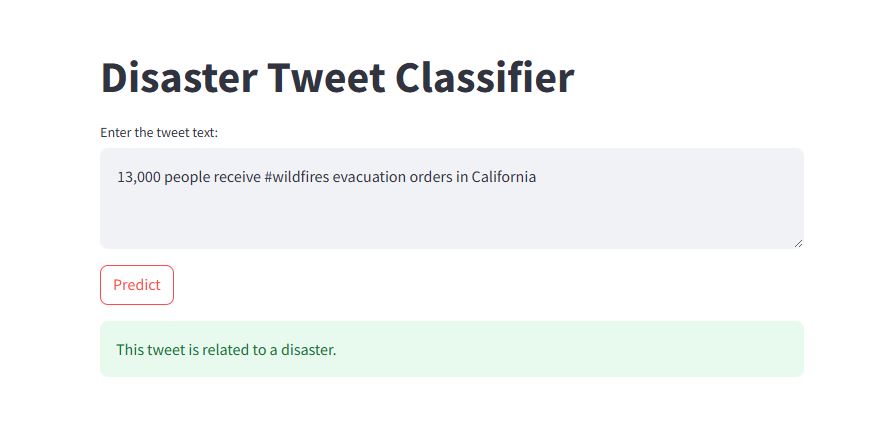 Disaster Tweet Classifier
Enter the tweet text:
13,000 people receive #wildfires evacuation orders in California
Predict
This tweet is related to a disaster.